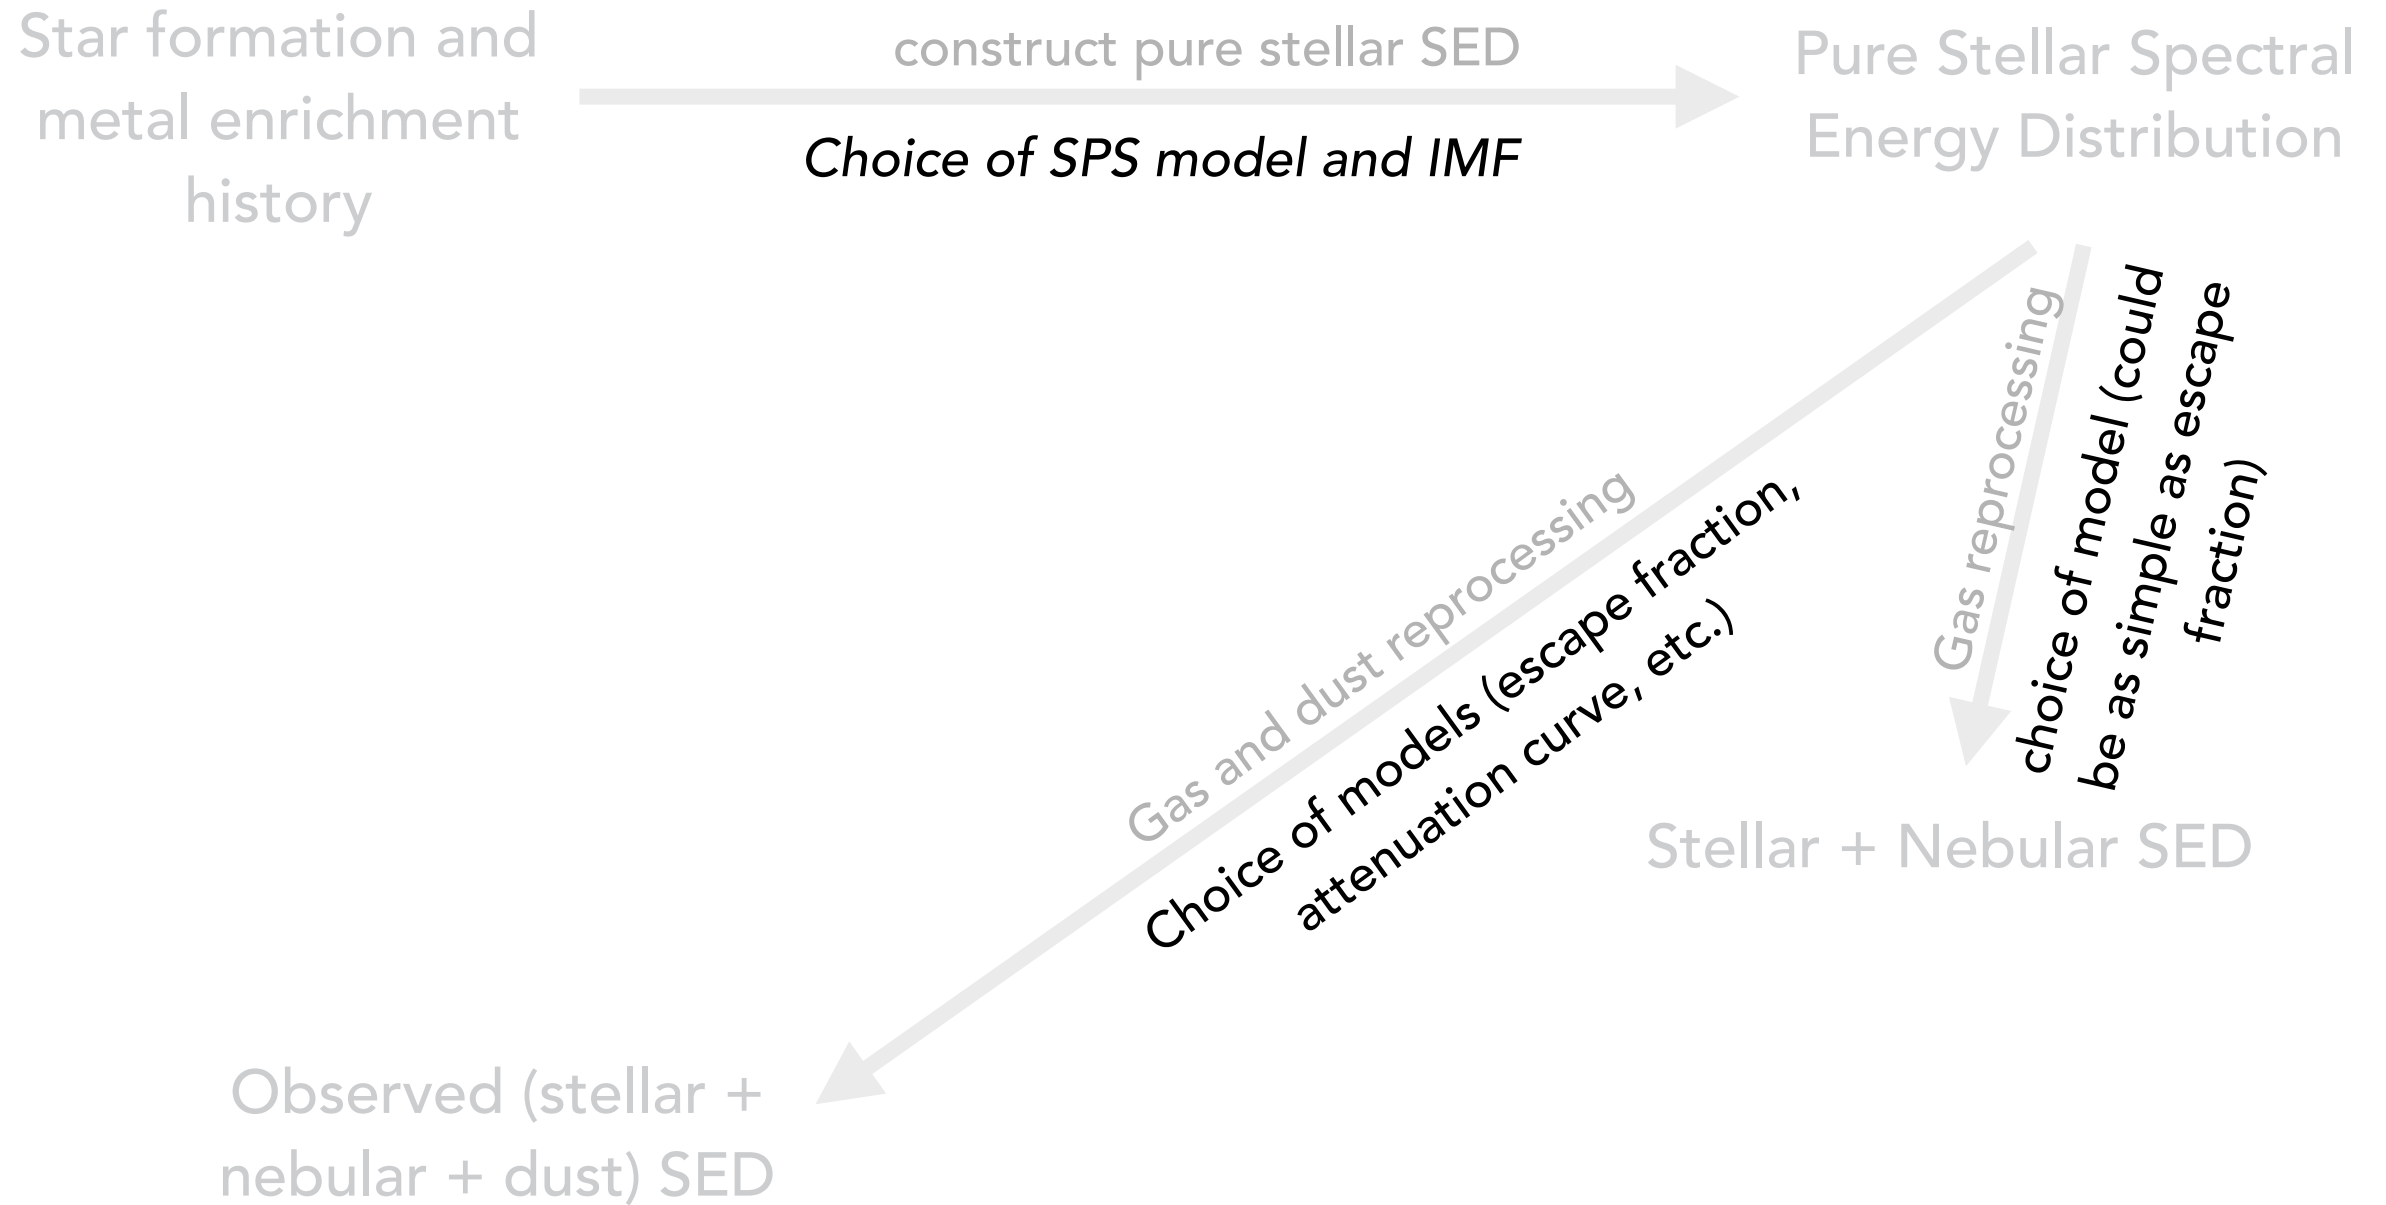 Star formation and
metal enrichment
history
construct pure stellar SED
Choice of SPS model and IMF
Pure Stellar Spectral
Energy Distribution
Gas and dust reprocessing
Choice of models (escape fraction,
attenuation curve, etc.)
Gas reprocessing
choice of model (could
be as simple as escape
fraction)
Stellar + Nebular SED
Observed (stellar +
nebular + dust) SED